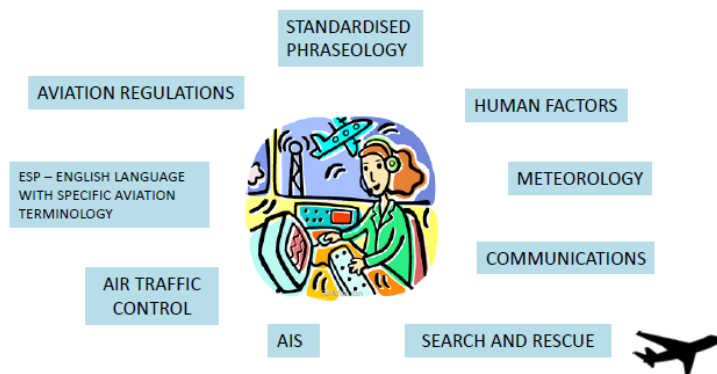 STANDARDISED
PHRASEOLOGY
AVIATION REGULATIONS
HUMAN FACTORS
ESP – ENGLISH LANGUAGE
WITH SPECIFIC AVIATION
TERMINOLOGY
METEOROLOGY
COMMUNICATIONS
AIR TRAFFIC
CONTROL
AIS
SEARCH AND RESCUE